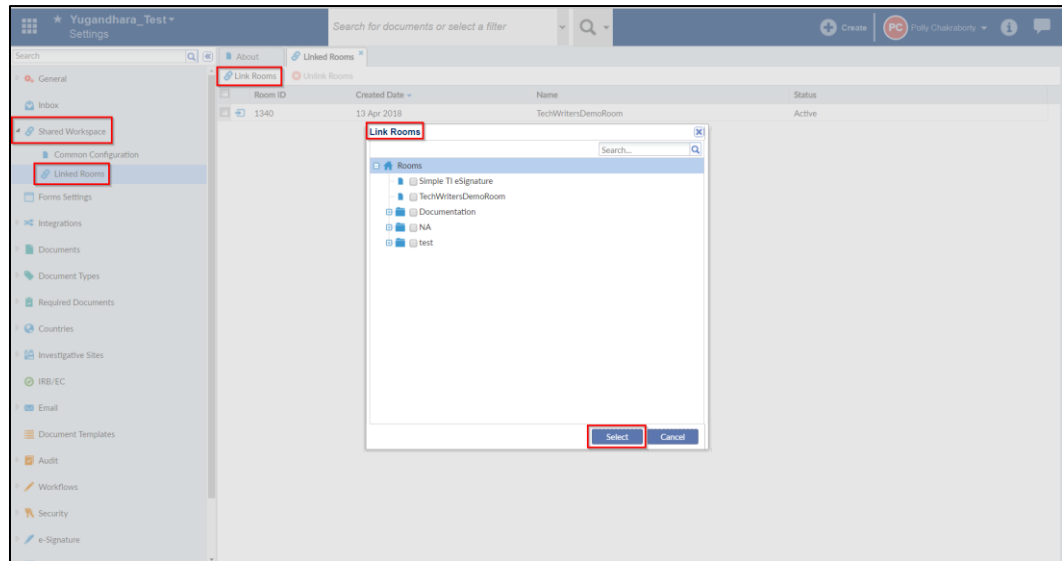 ★ Yugandhara_Test
Settings
Search for documents or select a filter
Create
PC
Polly Chakraborty
Search
About
Linked Rooms
Link Rooms
Unlink Rooms
Room ID
Created Date
Name
Status
1340
13 Apr 2018
TechWritersDemoRoom
Active
General
Inbox
Shared Workspace
Common Configuration
Linked Rooms
Forms Settings
Integrations
Documents
Document Types
Required Documents
Countries
Investigative Sites
IRB/EC
Email
Document Templates
Audit
Workflows
Security
e-Signature
Link Rooms
Search...
Rooms
Simple TI eSignature
TechWritersDemoRoom
Documentation
NA
test
Select
Cancel